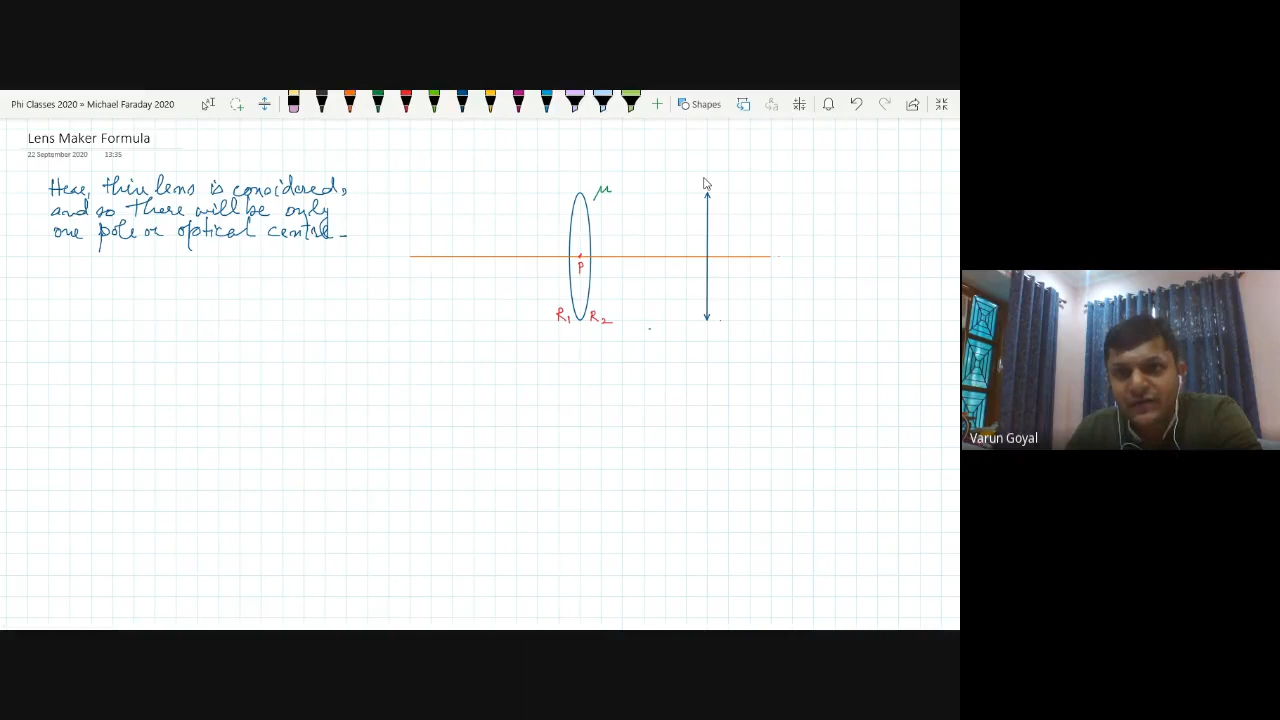 Phi Classes 2020 » Michael Faraday 2020
Shapes
Lens Maker Formula
22 September 2020 13:35
Here, thin lens is considered,
and so there will be only
one pole or optical centre.
μ
P
R1 R2
Varun Goyal